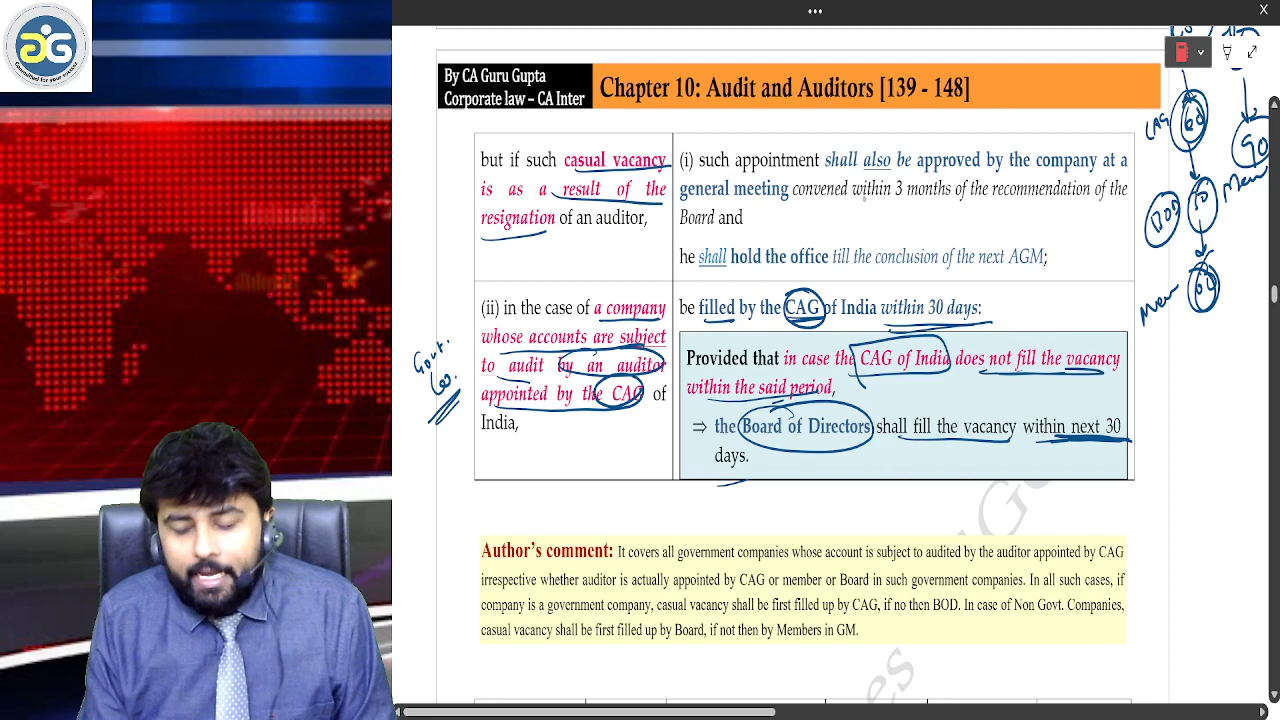 By CA Guru Gupta
Corporate law – CA Inter
Chapter 10: Audit and Auditors [139 - 148]
but if such casual vacancy
is as a result of the
resignation of an auditor,
(i) such appointment shall also be approved by the company at a
general meeting convened within 3 months of the recommendation of the
Board and
he shall hold the office till the conclusion of the next AGM;
(ii) in the case of a company
whose accounts are subject
to audit by an auditor
appointed by the CAG of
India,
be filled by the CAG of India within 30 days:
Provided that in case the CAG of India does not fill the vacancy
within the said period,
⇒ the Board of Directors shall fill the vacancy within next 30
days.
Govt.
Co.
CAG
60
BOD
30
Mem
60
90
Mem
Author's comment: It covers all government companies whose account is subject to audited by the auditor appointed by CAG
irrespective whether auditor is actually appointed by CAG or member or Board in such government companies. In all such cases, if
company is a government company, casual vacancy shall be first filled up by CAG, if no then BOD. In case of Non Govt. Companies,
casual vacancy shall be first filled up by Board, if not then by Members in GM.